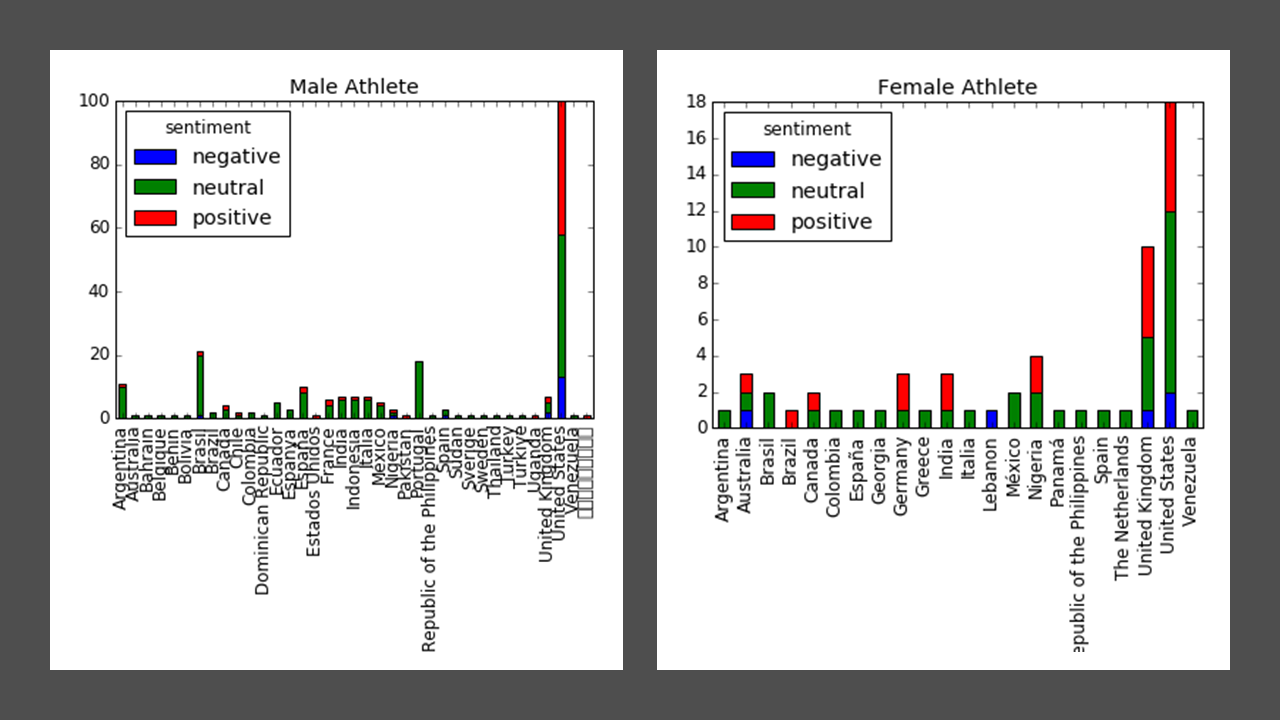 Male Athlete
100
80
60
40
20
0
sentiment
negative
neutral
positive
Argentina
Australia
Bahrain
Belgique
Benin
Bolivia
Brasil
Brazil
Canada
Chile
Colombia
Dominican Republic
Ecuador
Espanya
España
Estados Unidos
France
India
Indonesia
Italia
México
Nigeria
Pakistan
Portugal
Republic of the Philippines
Spain
Sudan
Sverige
Sweden
Thailand
Turkey
Türkiye
Uganda
United Kingdom
United States
Venezuela
Female Athlete
18
16
14
12
10
8
6
4
2
0
sentiment
negative
neutral
positive
Argentina
Australia
Brasil
Brazil
Canada
Colombia
España
Georgia
Germany
Greece
India
Italia
Lebanon
México
Nigeria
Panamá
epublic of the Philippines
Spain
The Netherlands
United Kingdom
United States
Venezuela